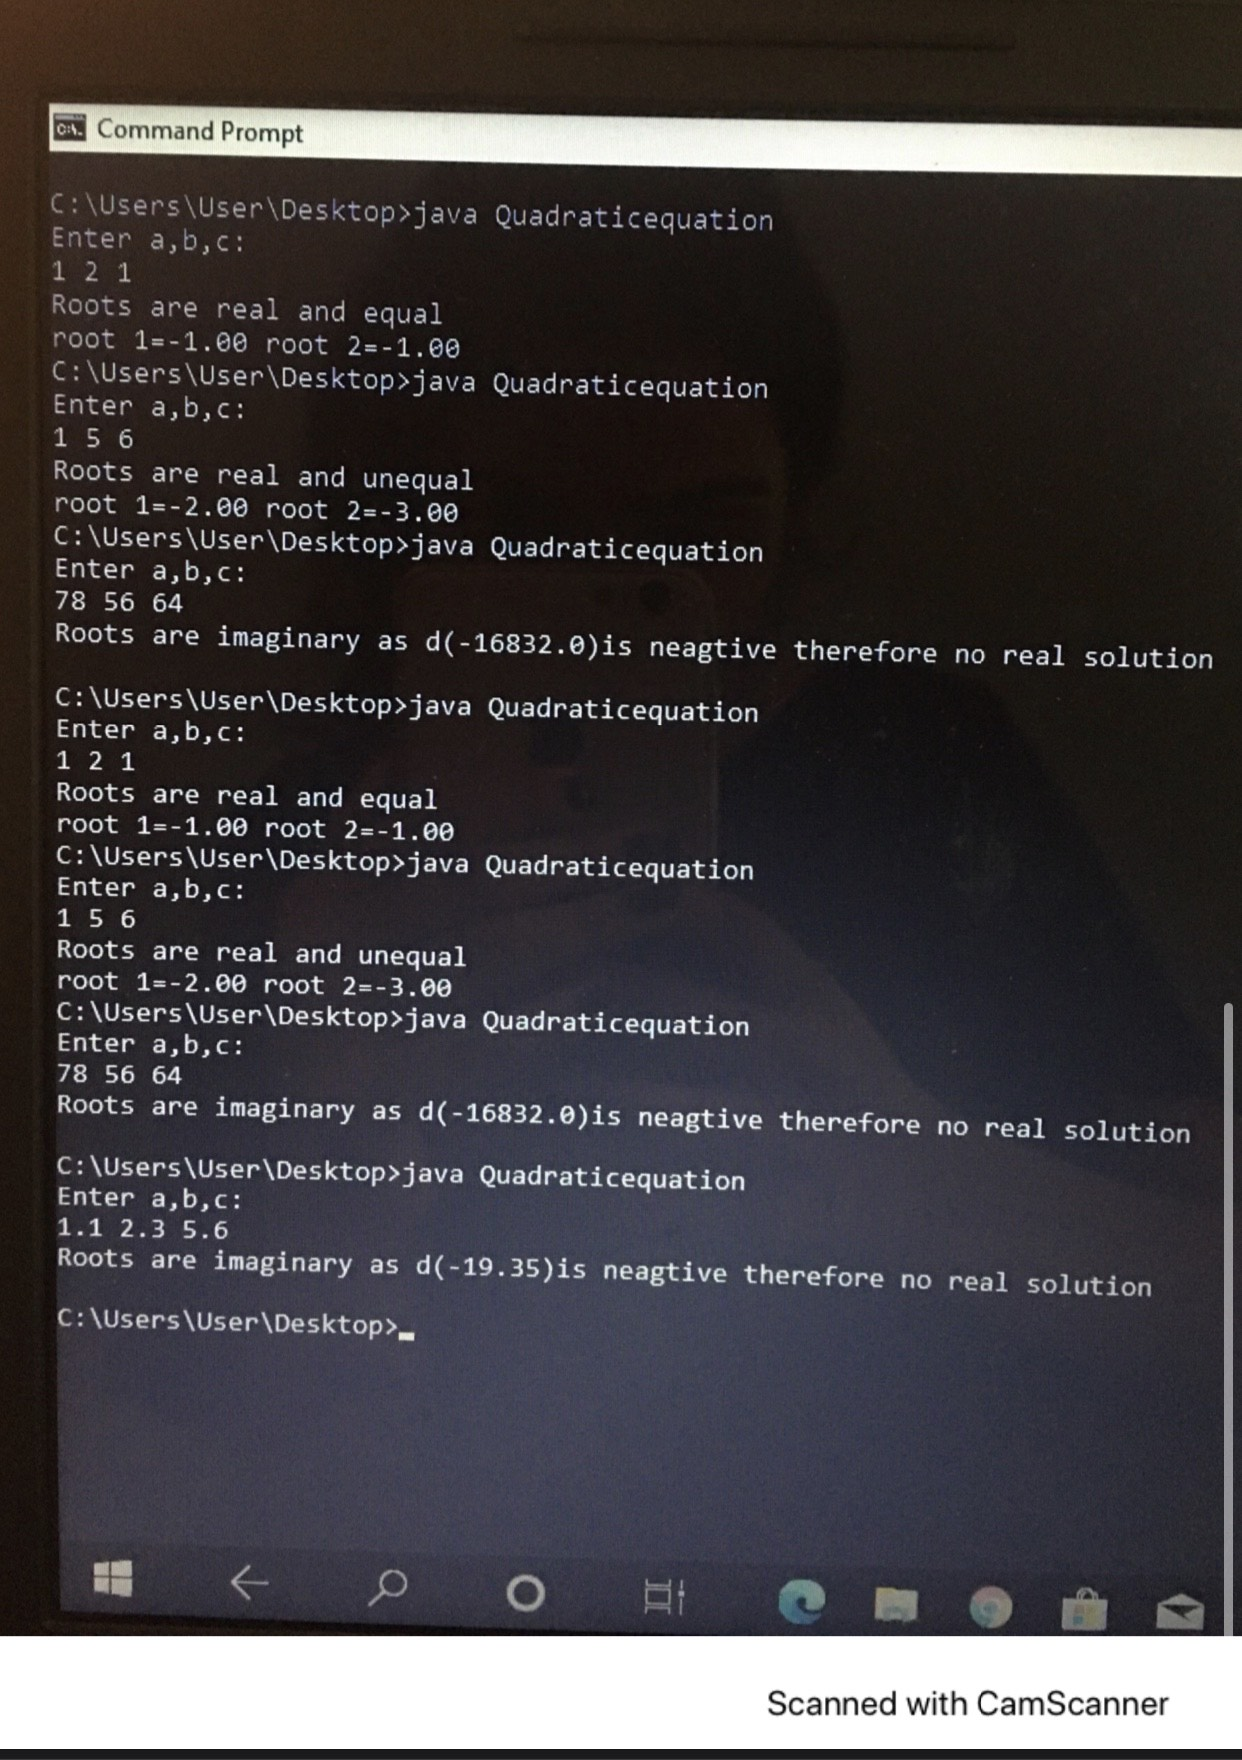 Command Prompt
C:\Users\User\Desktop>java Quadraticequation
Enter a,b,c:
1 2 1
Roots are real and equal
root 1=-1.00 root 2=-1.00
C:\Users\User\Desktop>java Quadraticequation
Enter a,b,c:
1 5 6
Roots are real and unequal
root 1=-2.00 root 2=-3.00
C:\Users\User\Desktop>java Quadraticequation
Enter a,b,c:
78 56 64
Roots are imaginary as d(-16832.0)is neagtive therefore no real solution
C:\Users\User\Desktop>java Quadraticequation
Enter a,b,c:
1 2 1
Roots are real and equal
root 1=-1.00 root 2=-1.00
C:\Users\User\Desktop>java Quadraticequation
Enter a,b,c:
1 5 6
Roots are real and unequal
root 1=-2.00 root 2=-3.00
C:\Users\User\Desktop>java Quadraticequation
Enter a,b,c:
78 56 64
Roots are imaginary as d(-16832.0)is neagtive therefore no real solution
C:\Users\User\Desktop>java Quadraticequation
Enter a,b,c:
1.1 2.3 5.6
Roots are imaginary as d(-19.35)is neagtive therefore no real solution
C:\Users\User\Desktop>
Scanned with CamScanner